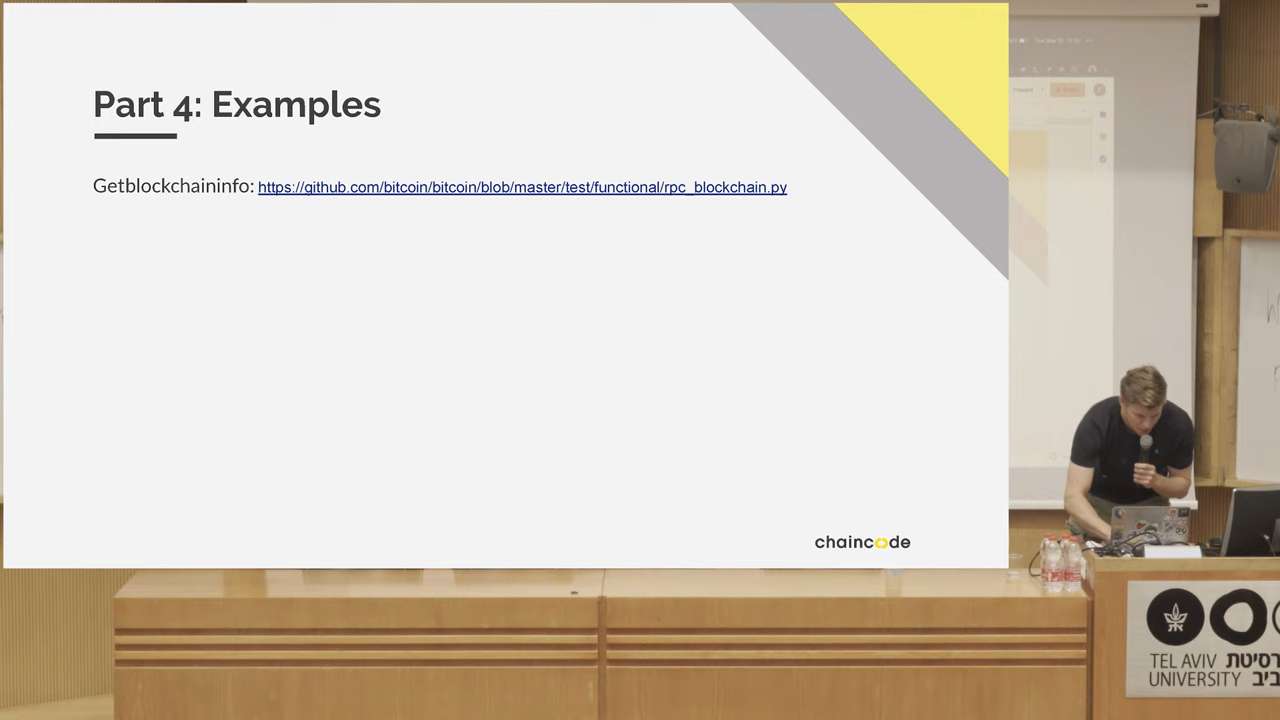 Part 4: Examples
Getblockchaininfo: https://github.com/bitcoin/bitcoin/blob/master/test/functional/rpc_blockchain.py
chaincode
TEL AVIV
UNIVERSITY